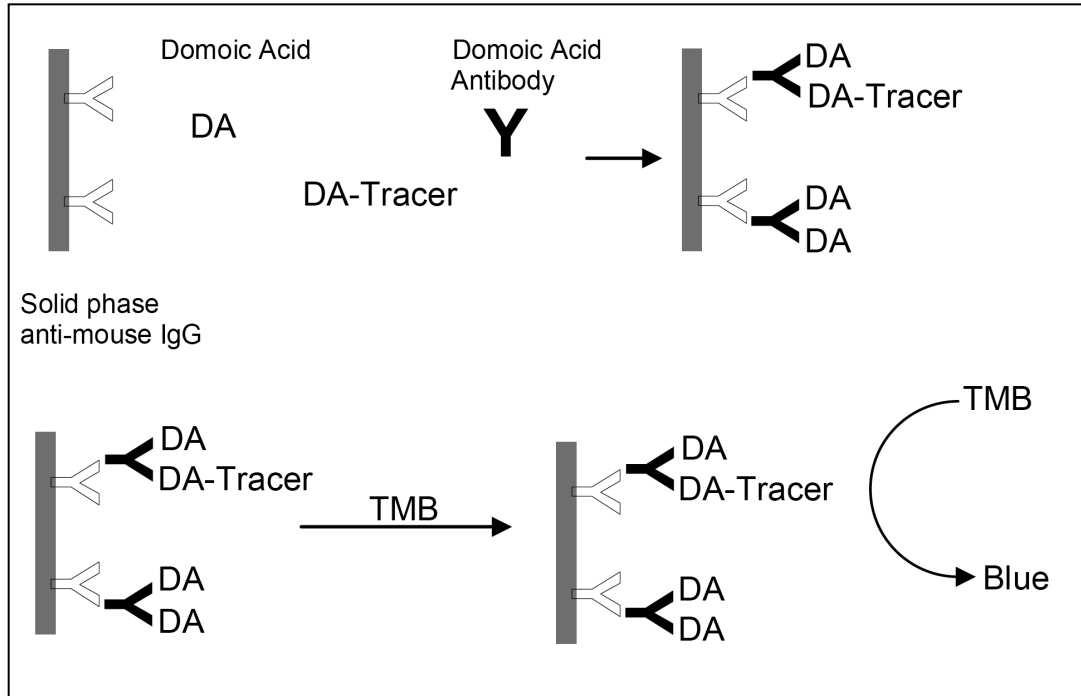 Domoic Acid
Domoic Acid
Antibody
DA
DA-Tracer
DA
DA-Tracer
DA
DA
Solid phase
anti-mouse IgG
DA
DA-Tracer
DA
DA
TMB
DA
DA-Tracer
DA
DA
TMB
Blue